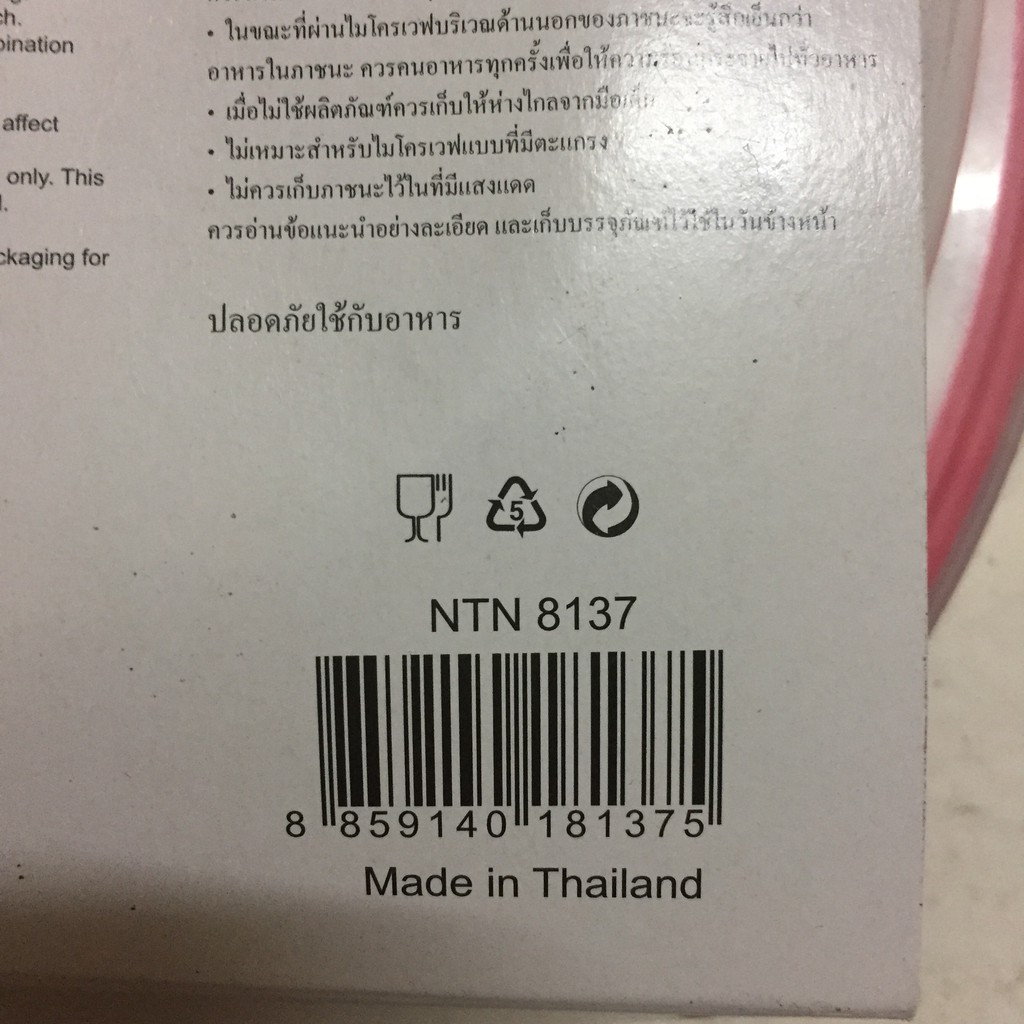 ch.
bination
affect
only. This
d.
ckaging for
• ในขณะที่ผ่านไมโครเวฟบริเวณด้านนอกของภาชนะจะรู้สึกเย็นกว่า
อาหารในภาชนะ ควรคนอาหารทุกครั้งเพื่อให้ความร้อนกระจายไปทั่วอาหาร
• เมื่อไม่ใช้ผลิตภัณฑ์ควรเก็บให้ห่างไกลจากมือเด็ก
• ไม่เหมาะสำหรับไมโครเวฟแบบที่มีตะแกรง
• ไม่ควรเก็บภาชนะไว้ในที่มีแสงแดด
ควรอ่านข้อแนะนำอย่างละเอียด และเก็บบรรจุภัณฑ์ไว้ใช้ในวันข้างหน้า
ปลอดภัยใช้กับอาหาร
5
NTN 8137
8 859140 181375
Made in Thailand